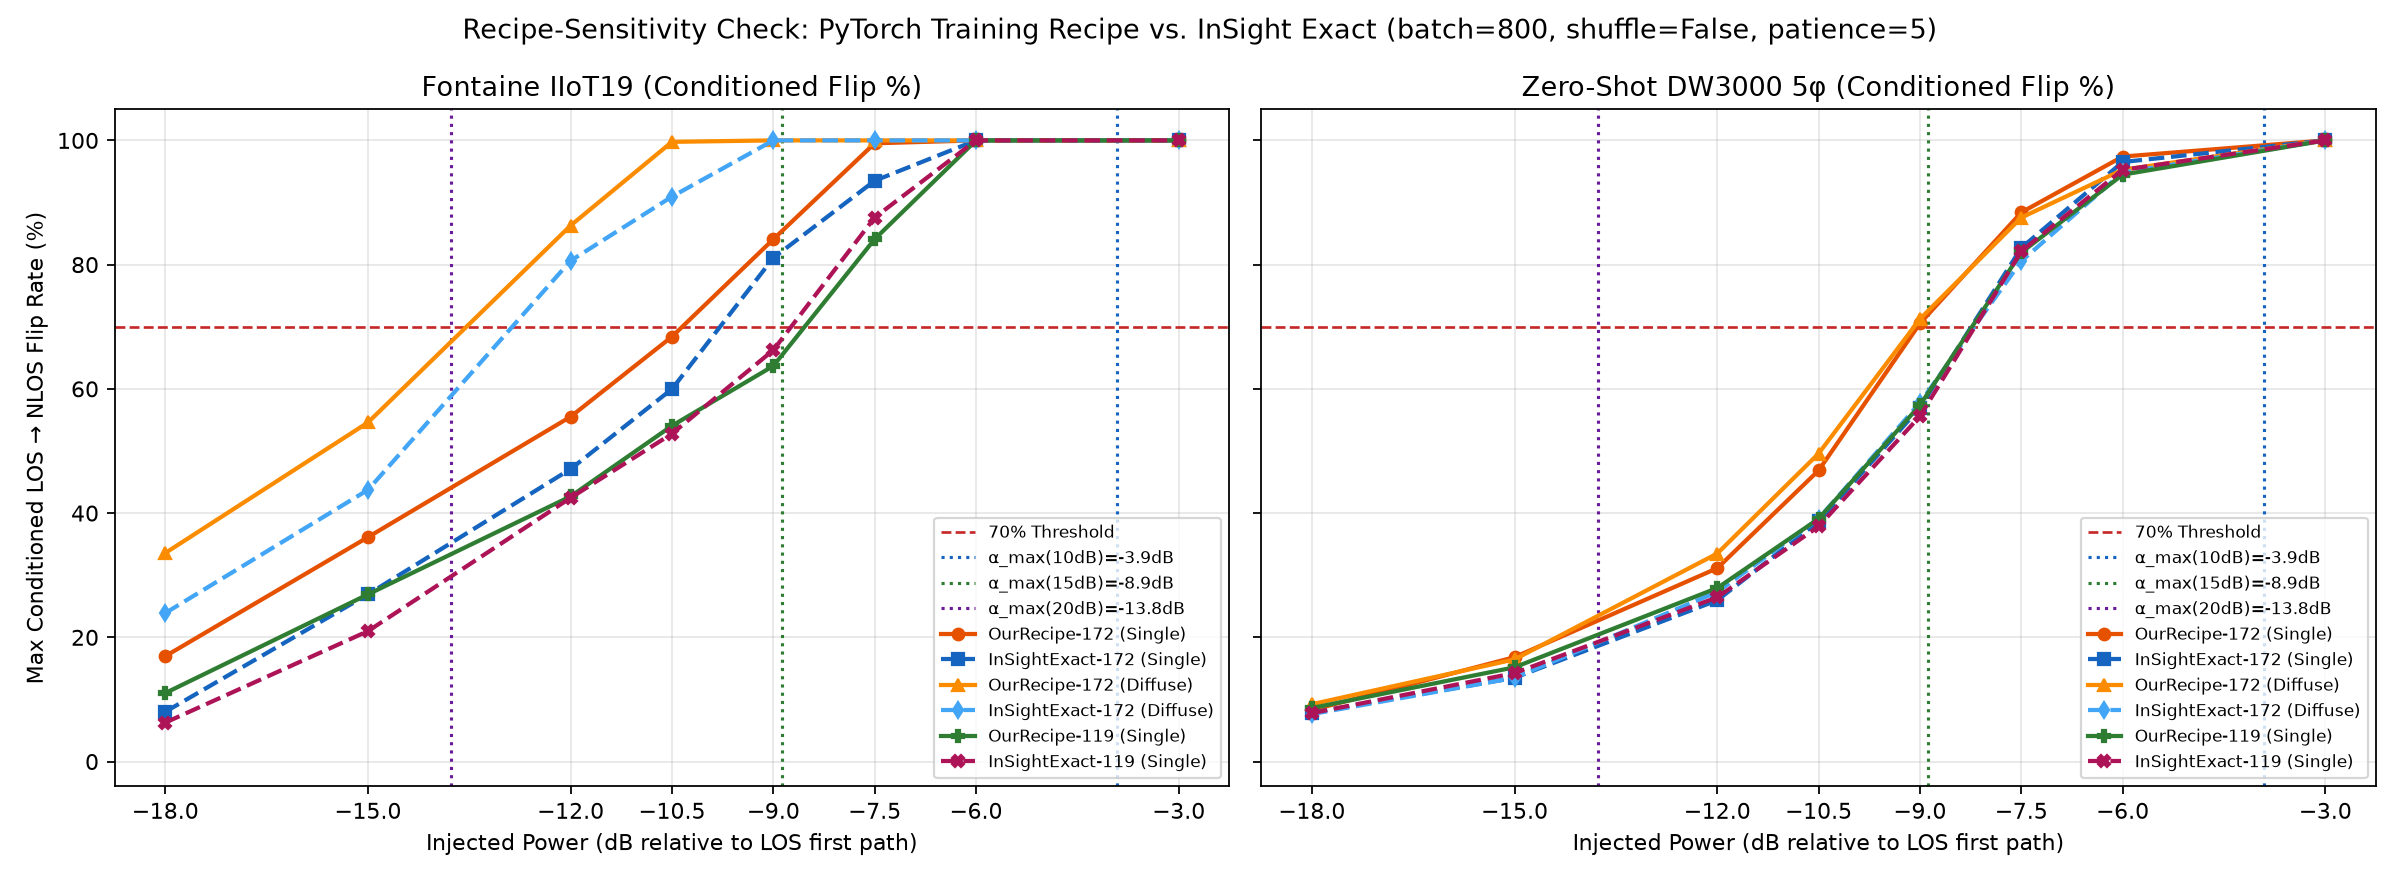 Recipe-Sensitivity Check: PyTorch Training Recipe vs. InSight Exact (batch=800, shuffle=False, patience=5)
Fontaine IIoT19 (Conditioned Flip %)
Max Conditioned LOS → NLOS Flip Rate (%)
100
80
60
40
20
0
−18.0
−15.0
−12.0
−10.5
−9.0
−7.5
−6.0
−3.0
Injected Power (dB relative to LOS first path)
70% Threshold
α_max(10dB)=-3.9dB
α_max(15dB)=-8.9dB
α_max(20dB)=-13.8dB
OurRecipe-172 (Single)
InSightExact-172 (Single)
OurRecipe-172 (Diffuse)
InSightExact-172 (Diffuse)
OurRecipe-119 (Single)
InSightExact-119 (Single)
Zero-Shot DW3000 5φ (Conditioned Flip %)
−18.0
−15.0
−12.0
−10.5
−9.0
−7.5
−6.0
−3.0
Injected Power (dB relative to LOS first path)
70% Threshold
α_max(10dB)=-3.9dB
α_max(15dB)=-8.9dB
α_max(20dB)=-13.8dB
OurRecipe-172 (Single)
InSightExact-172 (Single)
OurRecipe-172 (Diffuse)
InSightExact-172 (Diffuse)
OurRecipe-119 (Single)
InSightExact-119 (Single)